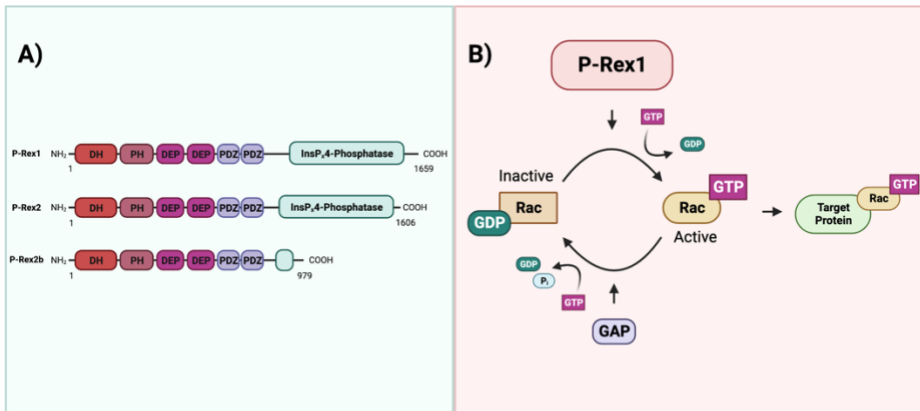 A)
P-Rex1 NH₂ DH PH DEP DEP PDZ PDZ InsPₓ4-Phosphatase COOH
1 1659
P-Rex2 NH₂ DH PH DEP DEP PDZ PDZ InsPₓ4-Phosphatase COOH
1 1606
P-Rex2b NH₂ DH PH DEP DEP PDZ PDZ COOH
1 979
B)
P-Rex1
GTP
GDP
Inactive
Rac
GDP
GTP
Rac
Active
Target
Protein
Rac
GTP
GDP
Pᵢ
GTP
GAP